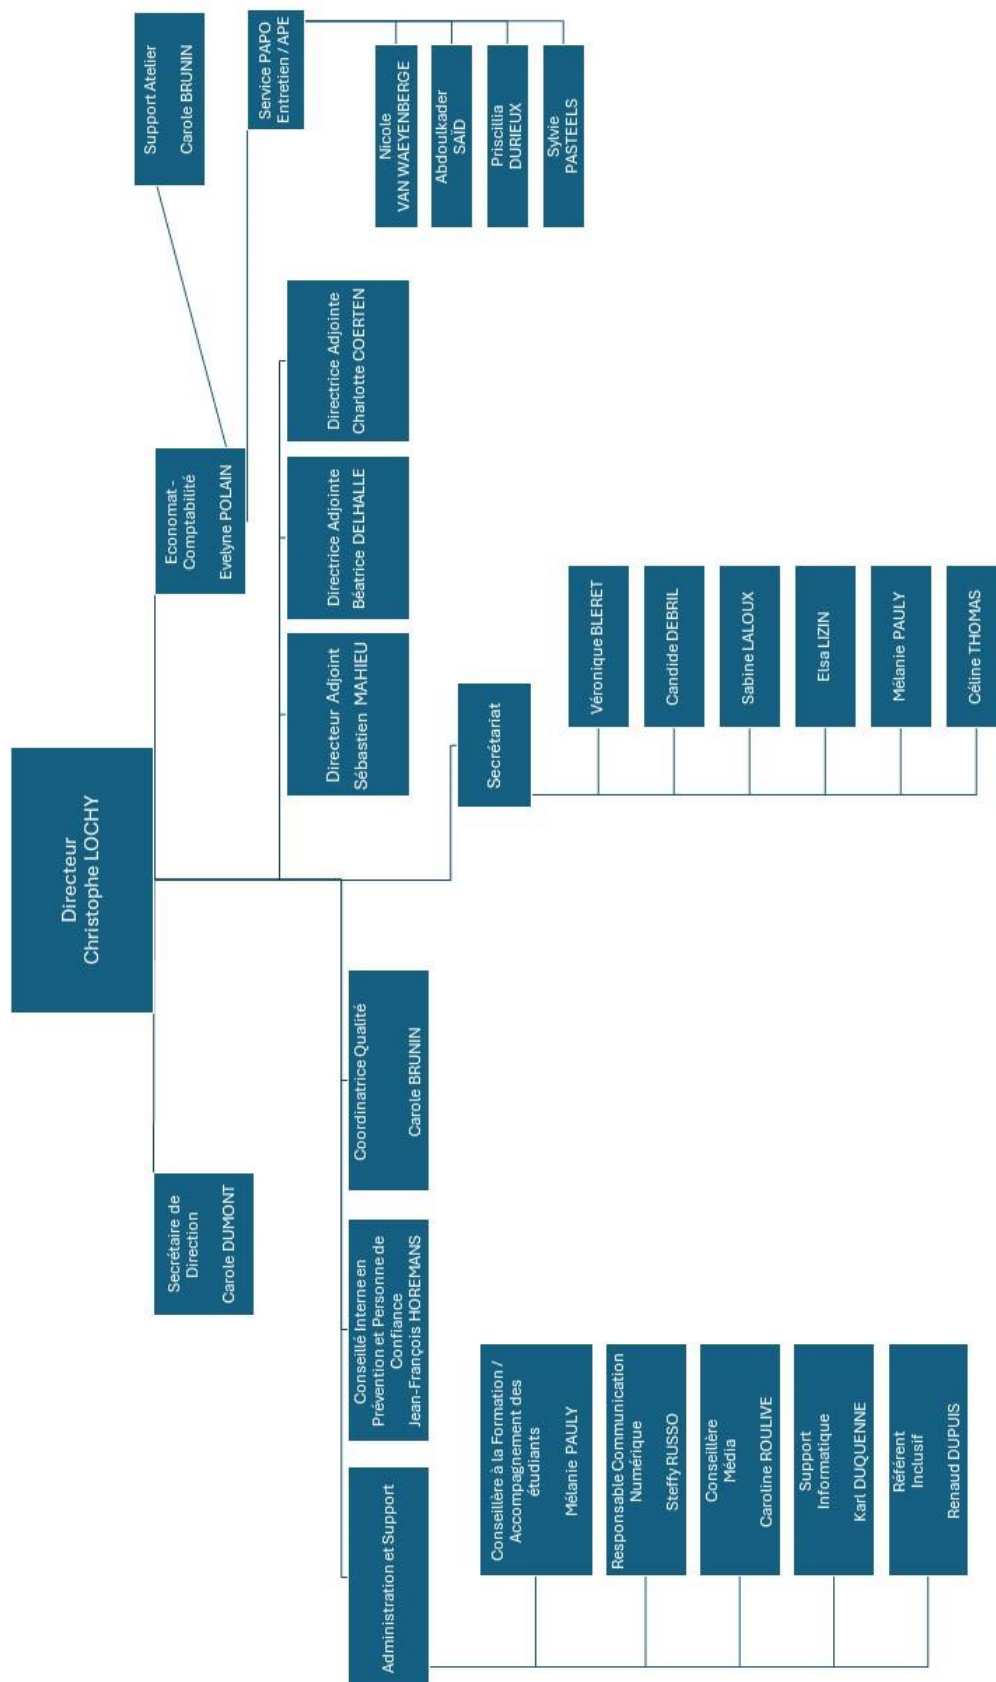 Directeur
Christophe LOCHY
Secrétaire de
Direction
Carole DUMONT
Economat -
Comptabilité
Evelyne POLAIN
Support Atelier
Carole BRUNIN
Service PAPO
Entretien / APE
Nicole
VAN WAEYENBERGE
Abdoulkader
SAÏD
Priscillia
DURIEUX
Sylvie
PASTEELS
Directeur Adjoint
Sébastien MAHIEU
Directrice Adjointe
Béatrice DELHALLE
Directrice Adjointe
Charlotte COERTEN
Administration et Support
Conseillé Interne en
Prévention et Personne de
Confiance
Jean-François HOREMANS
Coordinatrice Qualité
Carole BRUNIN
Secrétariat
Véronique BLERET
Candide DEBRIL
Sabine LALOUX
Elsa LIZIN
Mélanie PAULY
Céline THOMAS
Conseillère à la Formation /
Accompagnement des
étudiants
Mélanie PAULY
Responsable Communication
Numérique
Steffy RUSSO
Conseillère
Média
Caroline ROULIVE
Support
Informatique
Karl DUQUENNE
Référent
Inclusif
Renaud DUPUIS